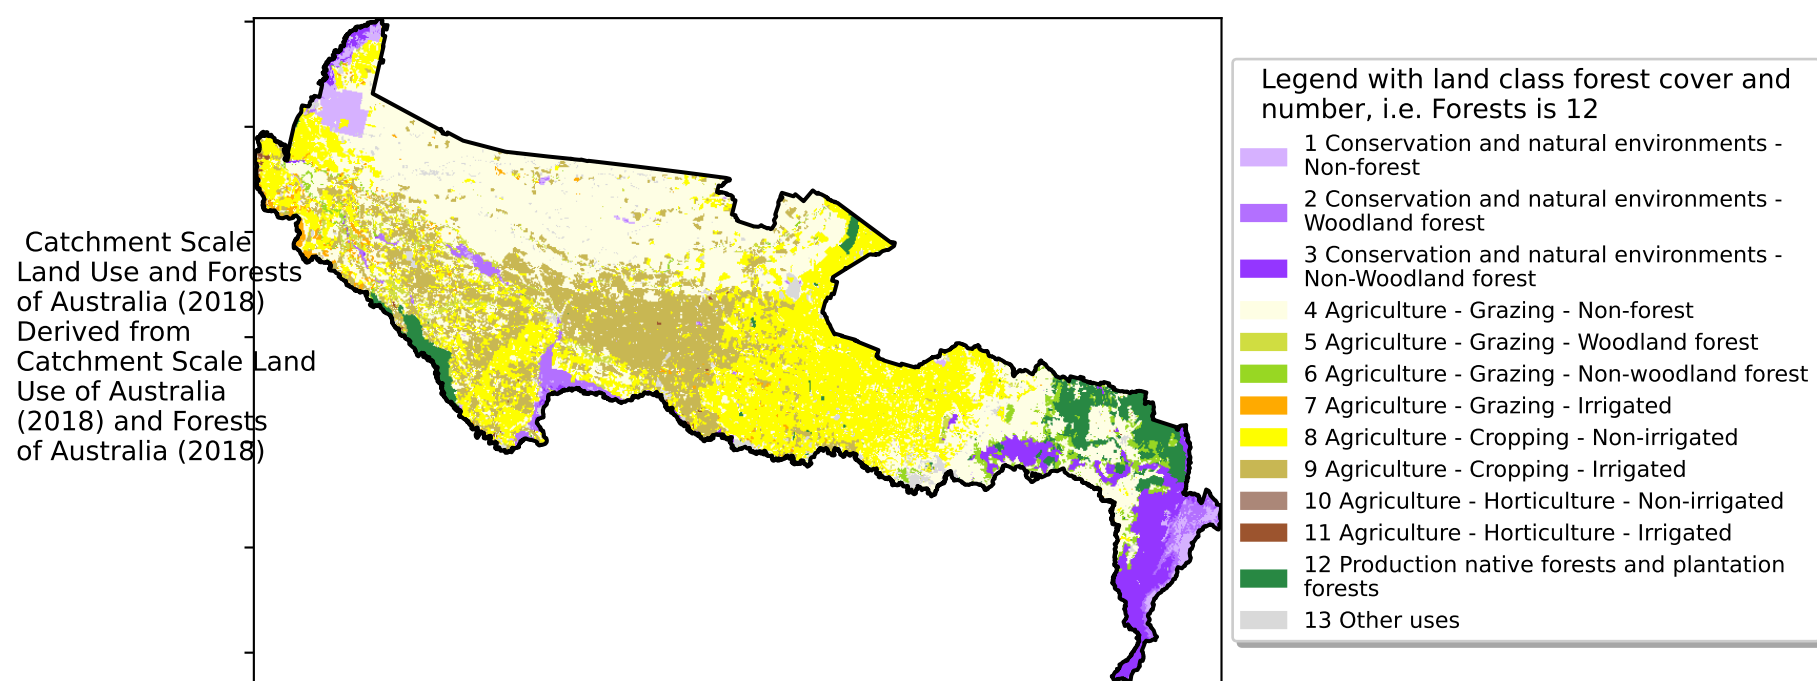 Catchment Scale
Land Use and Forests
of Australia (2018)
Derived from
Catchment Scale Land
Use of Australia
(2018) and Forests
of Australia (2018)
Legend with land class forest cover and
number, i.e. Forests is 12
1 Conservation and natural environments -
Non-forest
2 Conservation and natural environments -
Woodland forest
3 Conservation and natural environments -
Non-Woodland forest
4 Agriculture - Grazing - Non-forest
5 Agriculture - Grazing - Woodland forest
6 Agriculture - Grazing - Non-woodland forest
7 Agriculture - Grazing - Irrigated
8 Agriculture - Cropping - Non-irrigated
9 Agriculture - Cropping - Irrigated
10 Agriculture - Horticulture - Non-irrigated
11 Agriculture - Horticulture - Irrigated
12 Production native forests and plantation
forests
13 Other uses